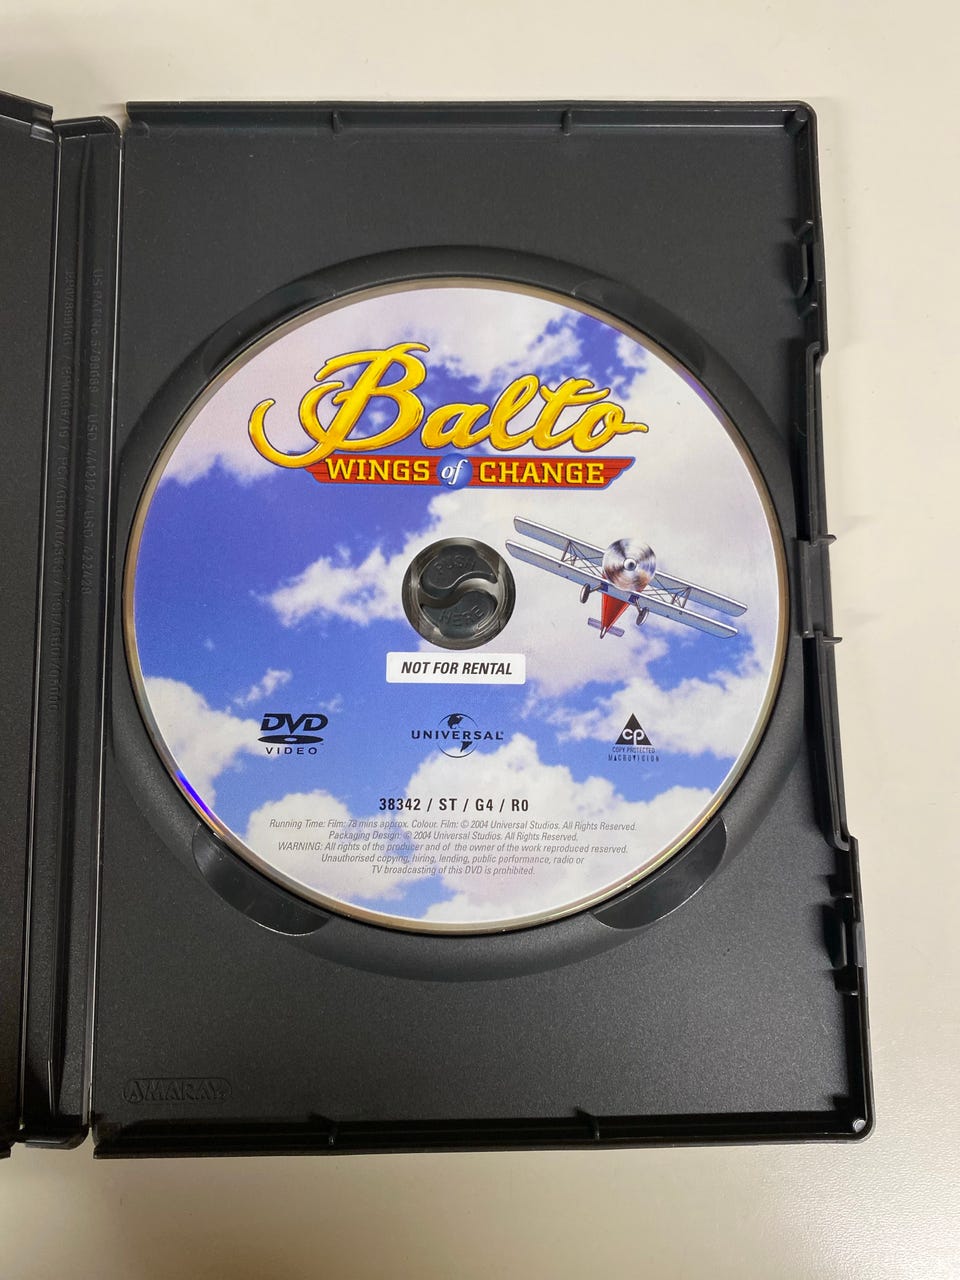 Balto
WINGS of CHANGE
PUSH
HERE
NOT FOR RENTAL
DVD
VIDEO
UNIVERSAL
cp
COPY PROTECTED
MACROVISION
38342 / ST / G4 / R0
Running Time: Film: 78 mins approx. Colour. Film: © 2004 Universal Studios. All Rights Reserved.
Packaging Design: © 2004 Universal Studios. All Rights Reserved.
WARNING: All rights of the producer and of the owner of the work reproduced reserved.
Unauthorised copying, hiring, lending, public performance, radio or
TV broadcasting of this DVD is prohibited.
AMARAY